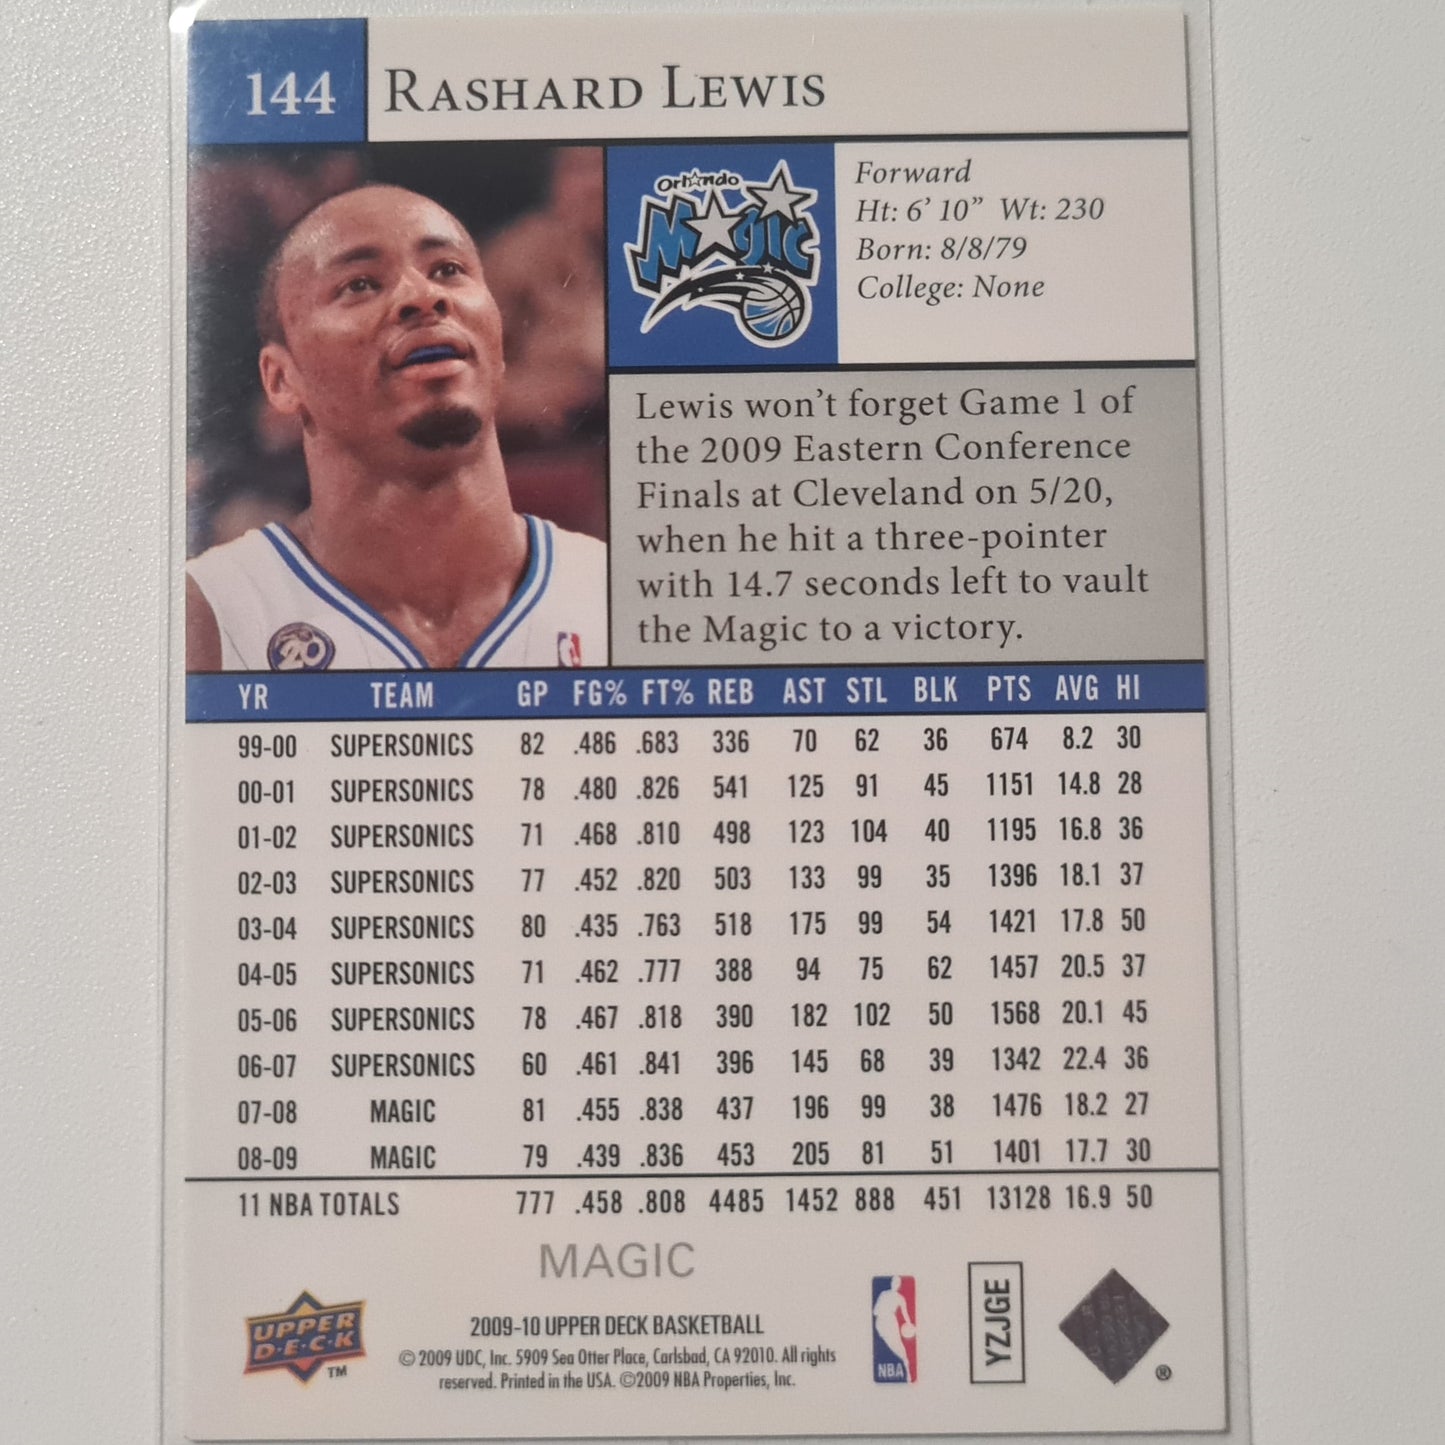 144 RASHARD LEWIS
Orlando
Magic
Forward
Ht: 6’ 10” Wt: 230
Born: 8/8/79
College: None
Lewis won’t forget Game 1 of
the 2009 Eastern Conference
Finals at Cleveland on 5/20,
when he hit a three-pointer
with 14.7 seconds left to vault
the Magic to a victory.
20
YR TEAM GP FG% FT% REB AST STL BLK PTS AVG HI
99-00 SUPERSONICS 82 .486 .683 336 70 62 36 674 8.2 30
00-01 SUPERSONICS 78 .480 .826 541 125 91 45 1151 14.8 28
01-02 SUPERSONICS 71 .468 .810 498 123 104 40 1195 16.8 36
02-03 SUPERSONICS 77 .452 .820 503 133 99 35 1396 18.1 37
03-04 SUPERSONICS 80 .435 .763 518 175 99 54 1421 17.8 50
04-05 SUPERSONICS 71 .462 .777 388 94 75 62 1457 20.5 37
05-06 SUPERSONICS 78 .467 .818 390 182 102 50 1568 20.1 45
06-07 SUPERSONICS 60 .461 .841 396 145 68 39 1342 22.4 36
07-08 MAGIC 81 .455 .838 437 196 99 38 1476 18.2 27
08-09 MAGIC 79 .439 .836 453 205 81 51 1401 17.7 30
11 NBA TOTALS 777 .458 .808 4485 1452 888 451 13128 16.9 50
MAGIC
UPPER
D·E·C·K
™
2009-10 UPPER DECK BASKETBALL
© 2009 UDC, Inc. 5909 Sea Otter Place, Carlsbad, CA 92010. All rights
reserved. Printed in the USA. ©2009 NBA Properties, Inc.
NBA
YZJGE
®